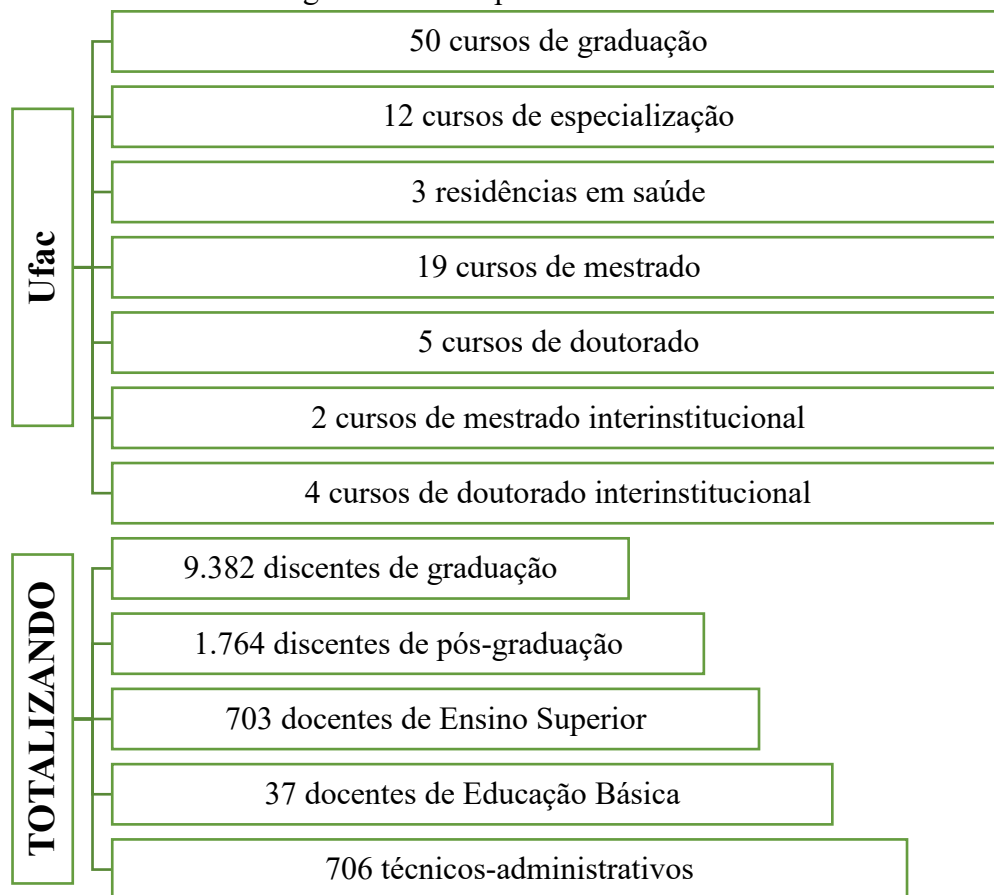 Ufac
50 cursos de graduação
12 cursos de especialização
3 residências em saúde
19 cursos de mestrado
5 cursos de doutorado
2 cursos de mestrado interinstitucional
4 cursos de doutorado interinstitucional
TOTALIZANDO
9.382 discentes de graduação
1.764 discentes de pós-graduação
703 docentes de Ensino Superior
37 docentes de Educação Básica
706 técnicos-administrativos